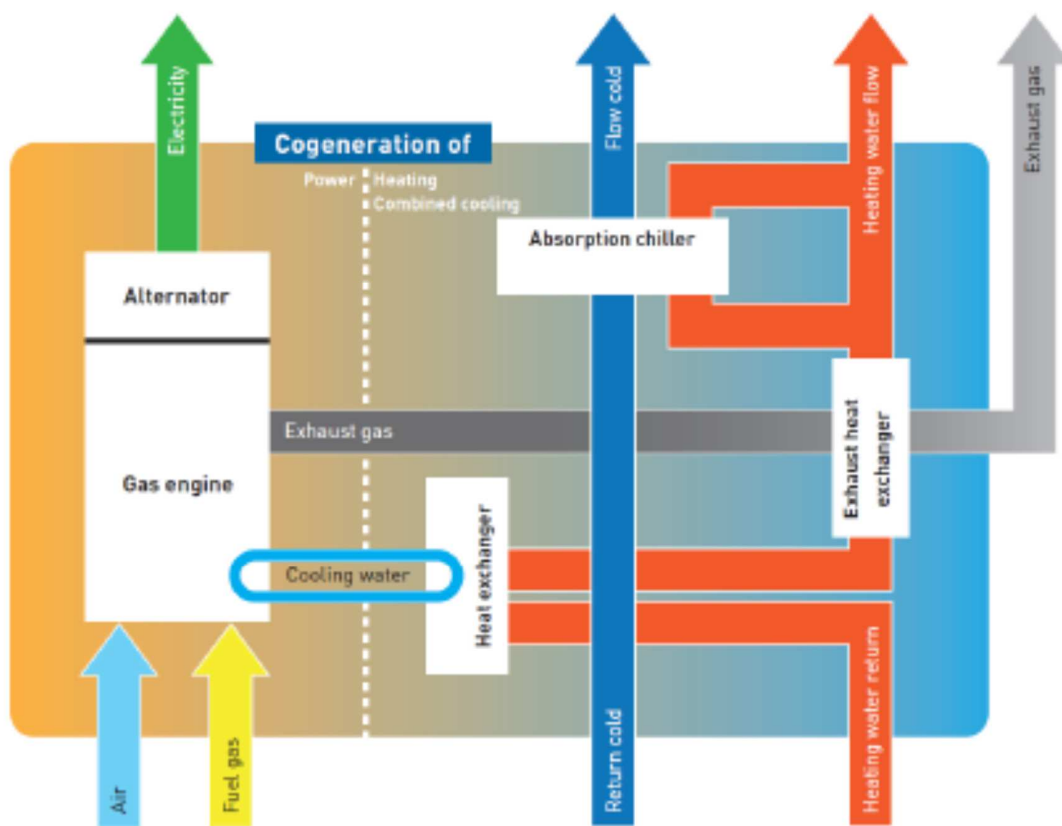 Electricity
Flow cold
Heating water flow
Exhaust gas
Cogeneration of
Power
Heating
Combined cooling
Absorption chiller
Alternator
Exhaust gas
Gas engine
Exhaust heat
exchanger
Cooling water
Heat exchanger
Air
Fuel gas
Return cold
Heating water return